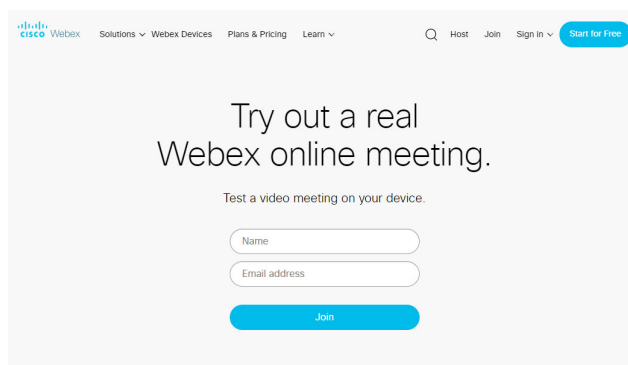 CISCO Webex Solutions Webex Devices Plans & Pricing Learn Host Join Sign in Start for Free
Try out a real
Webex online meeting.
Test a video meeting on your device.
Name
Email address
Join